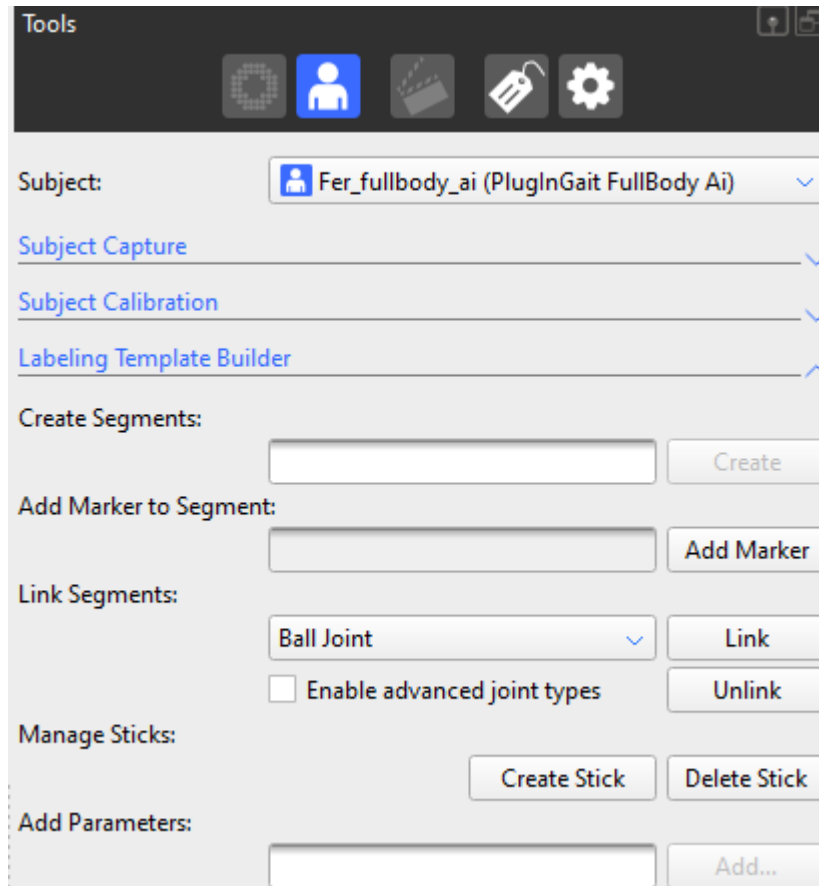 Tools
Subject:
Fer_fullbody_ai (PlugInGait FullBody Ai)
Subject Capture
Subject Calibration
Labeling Template Builder
Create Segments:
Create
Add Marker to Segment:
Add Marker
Link Segments:
Ball Joint
Link
Enable advanced joint types
Unlink
Manage Sticks:
Create Stick
Delete Stick
Add Parameters:
Add...